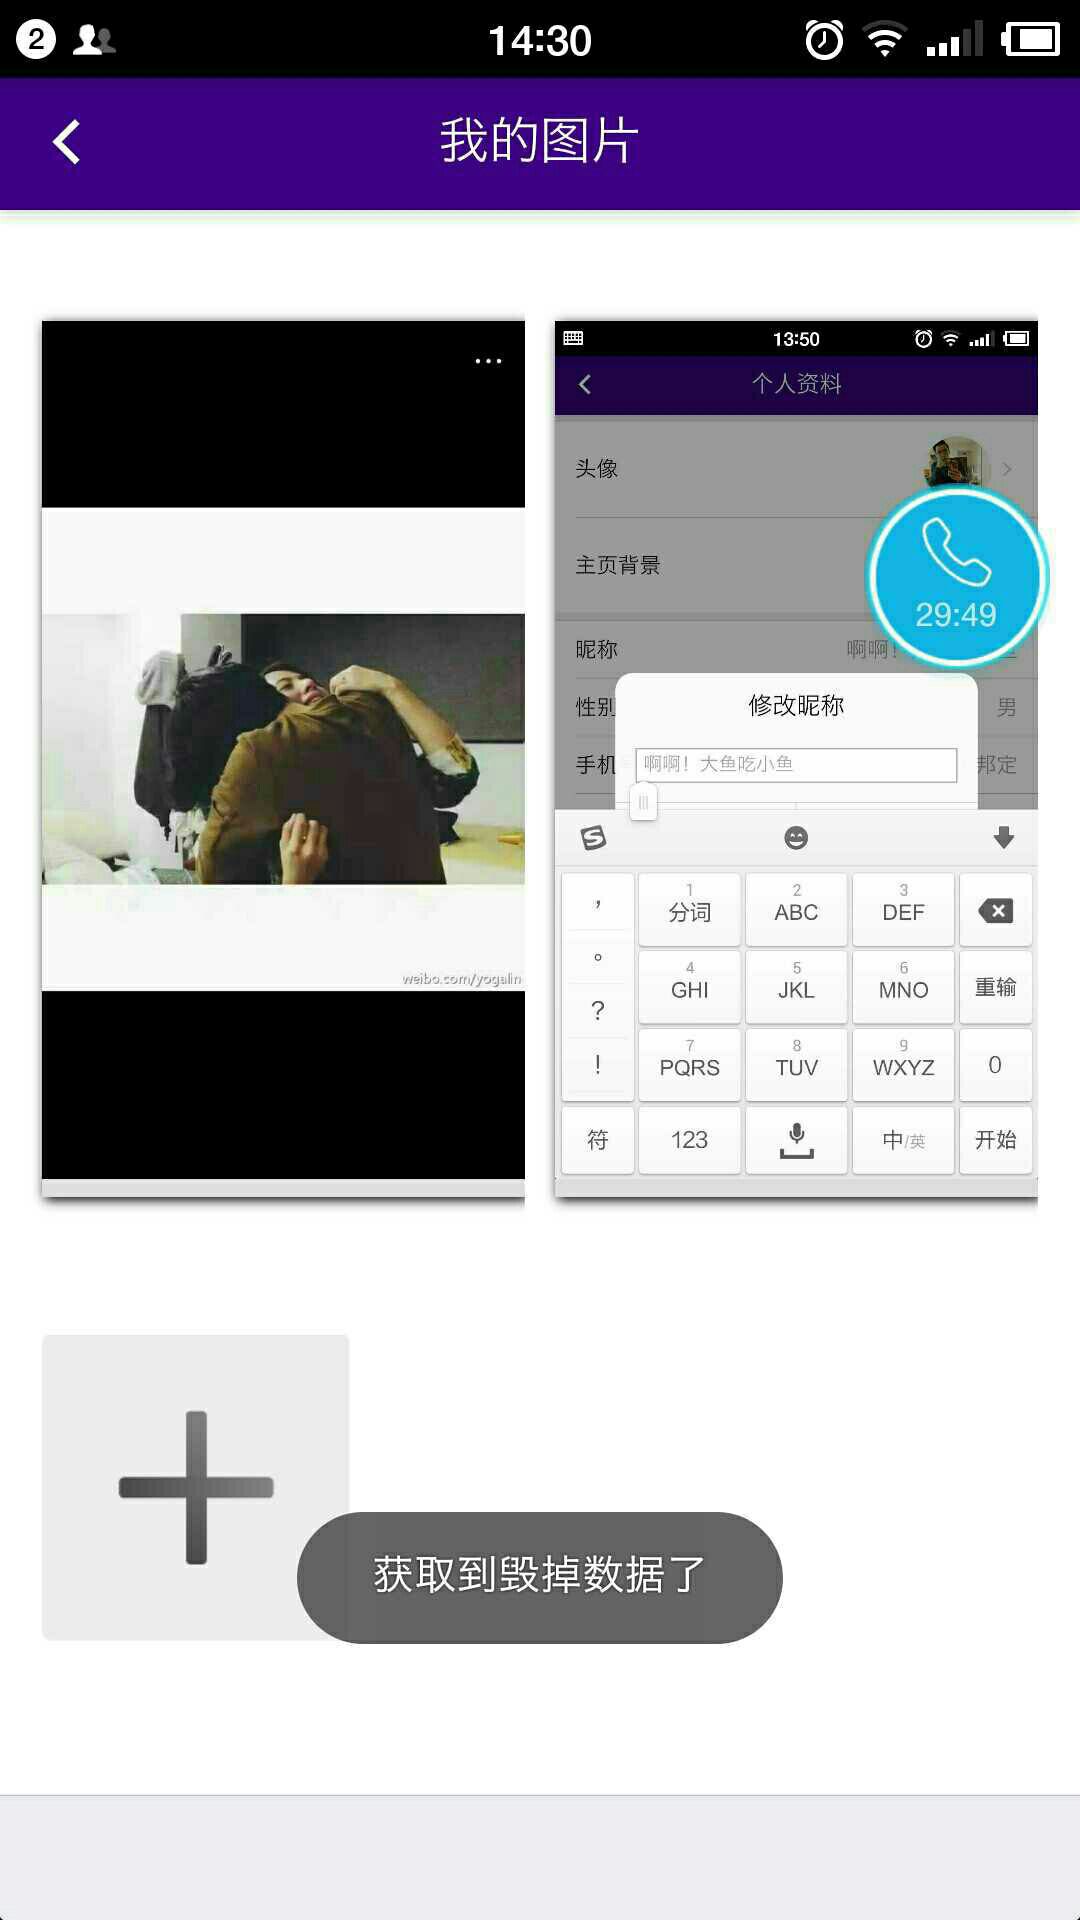 2
14:30
我的图片
13:50
个人资料
头像
主页背景
29:49
昵称
啊啊!
性别
男
修改昵称
手机
啊啊！大鱼吃小鱼
邦定
weibo.com/yogalin
，
1
分词
2
ABC
3
DEF
。
4
GHI
5
JKL
6
MNO
重输
?
7
PQRS
8
TUV
9
WXYZ
0
!
符
123
中/英
开始
获取到毁掉数据了